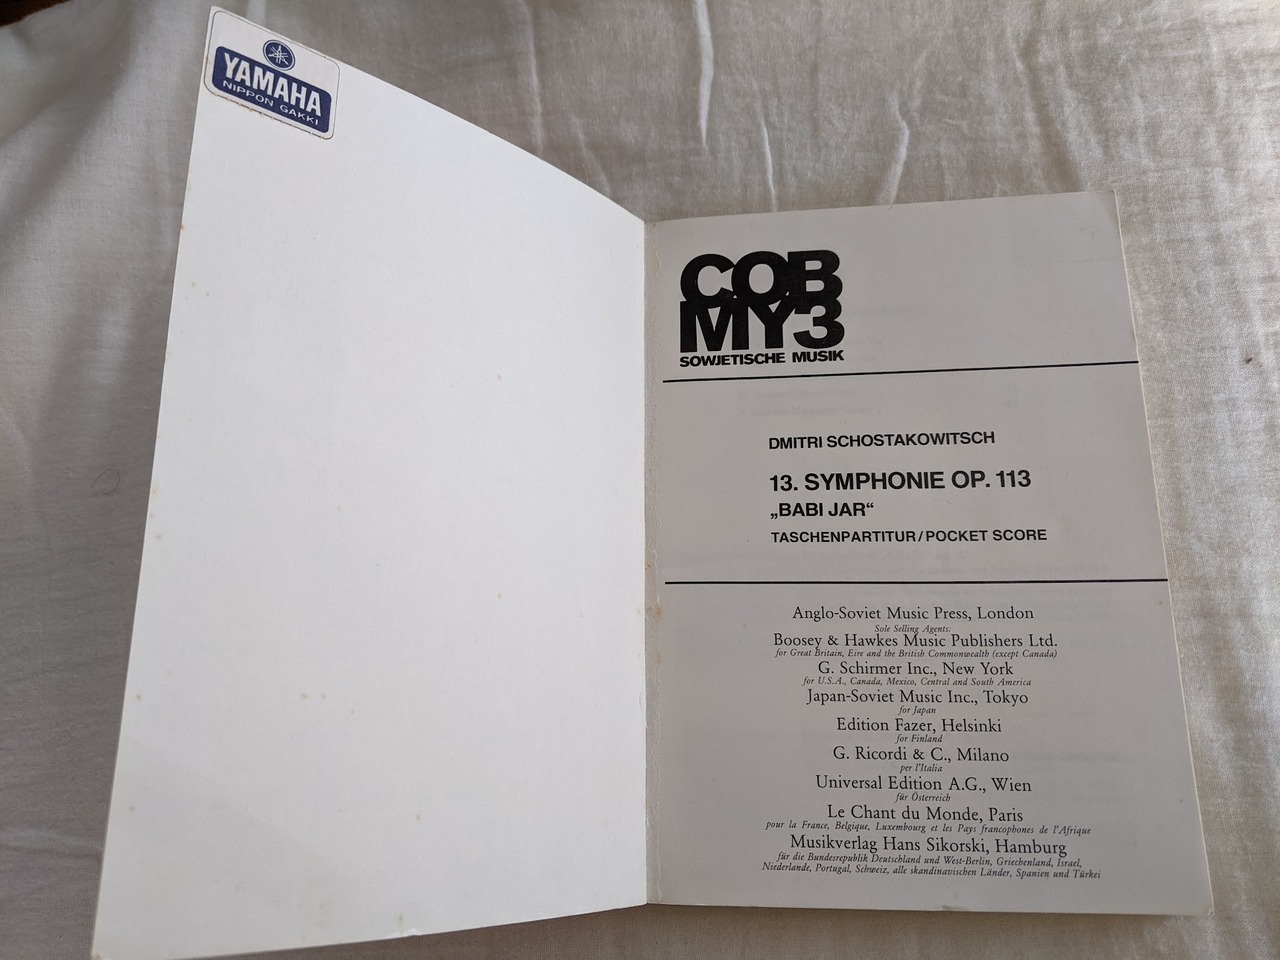 YAMAHA
NIPPON GAKKI
СОВ
МУЗ
SOWJETISCHE MUSIK
DMITRI SCHOSTAKOWITSCH
13. SYMPHONIE OP. 113
„BABI JAR“
TASCHENPARTITUR/POCKET SCORE
Anglo-Soviet Music Press, London
Sole Selling Agents:
Boosey & Hawkes Music Publishers Ltd.
for Great Britain, Eire and the British Commonwealth (except Canada)
G. Schirmer Inc., New York
for U.S.A., Canada, Mexico, Central and South America
Japan-Soviet Music Inc., Tokyo
for Japan
Edition Fazer, Helsinki
for Finland
G. Ricordi & C., Milano
per l'Italia
Universal Edition A.G., Wien
für Österreich
Le Chant du Monde, Paris
pour la France, Belgique, Luxembourg et les Pays francophones de l'Afrique
Musikverlag Hans Sikorski, Hamburg
für die Bundesrepublik Deutschland und West-Berlin, Griechenland, Israel,
Niederlande, Portugal, Schweiz, alle skandinavischen Länder, Spanien und Türkei